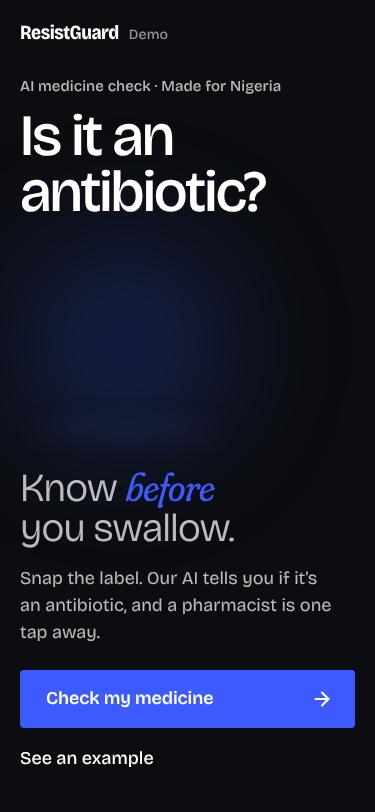 ResistGuard Demo
AI medicine check · Made for Nigeria
Is it an
antibiotic?
Know before
you swallow.
Snap the label. Our AI tells you if it’s
an antibiotic, and a pharmacist is one
tap away.
Check my medicine →
See an example